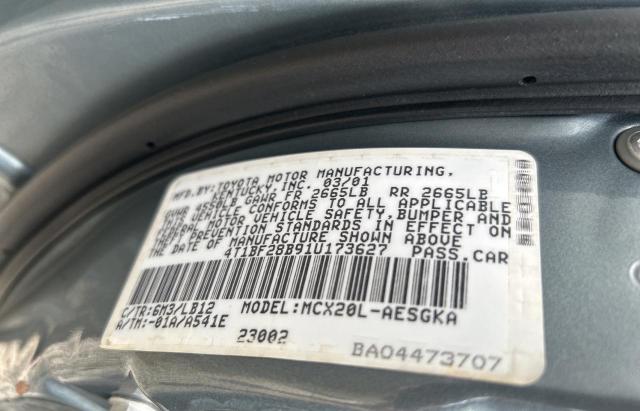 MFD.BY:TOYOTA MOTOR MANUFACTURING,
KENTUCKY,INC. 03/01
GVWR 4556LB GAWR FR 2665LB RR 2665LB
THIS VEHICLE CONFORMS TO ALL APPLICABLE
FEDERAL MOTOR VEHICLE SAFETY,BUMPER AND
THEFT PREVENTION STANDARDS IN EFFECT ON
THE DATE OF MANUFACTURE SHOWN ABOVE
4T1BF28B91U173627 PASS.CAR
C/TR:6M3/LB12 MODEL:MCX20L-AESGKA
A/TM:-01A/A541E
23002
BA04473707